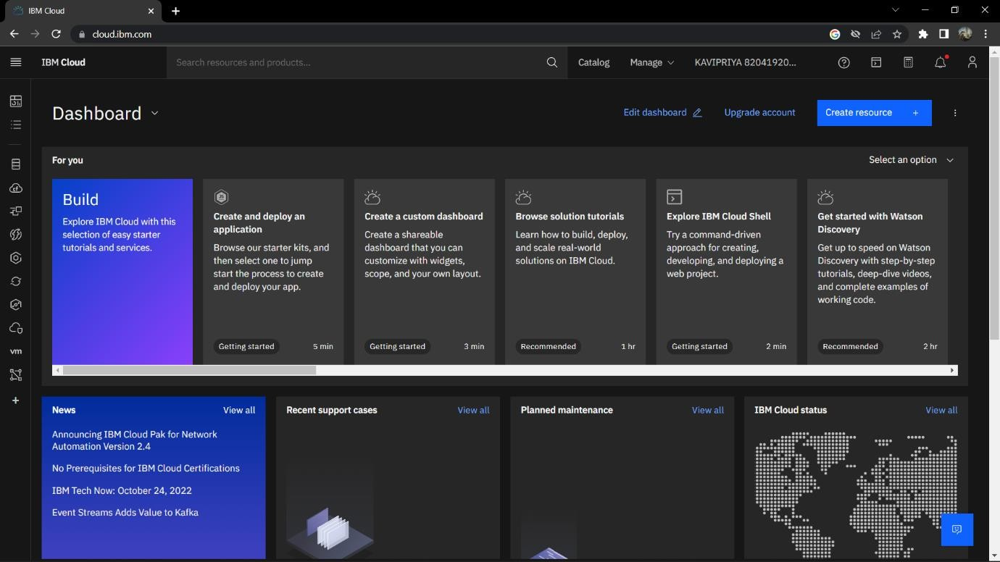 IBM Cloud
cloud.ibm.com
IBM Cloud
Search resources and products...
Catalog
Manage
KAVIPRIYA 82041920...
Dashboard
Edit dashboard
Upgrade account
Create resource +
For you
Select an option
Build
Explore IBM Cloud with this
selection of easy starter
tutorials and services.
Create and deploy an
application
Browse our starter kits, and
then select one to jump
start the process to create
and deploy your app.
Getting started
5 min
Create a custom dashboard
Create a shareable
dashboard that you can
customize with widgets,
scope, and your own layout.
Getting started
3 min
Browse solution tutorials
Learn how to build, deploy,
and scale real-world
solutions on IBM Cloud.
Recommended
1 hr
Explore IBM Cloud Shell
Try a command-driven
approach for creating,
developing, and deploying a
web project.
Getting started
2 min
Get started with Watson
Discovery
Get up to speed on Watson
Discovery with step-by-step
tutorials, deep-dive videos,
and complete examples of
working code.
Recommended
2 hr
vm
News
View all
Announcing IBM Cloud Pak for Network
Automation Version 2.4
No Prerequisites for IBM Cloud Certifications
IBM Tech Now: October 24, 2022
Event Streams Adds Value to Kafka
Recent support cases
View all
Planned maintenance
View all
IBM Cloud status
View all